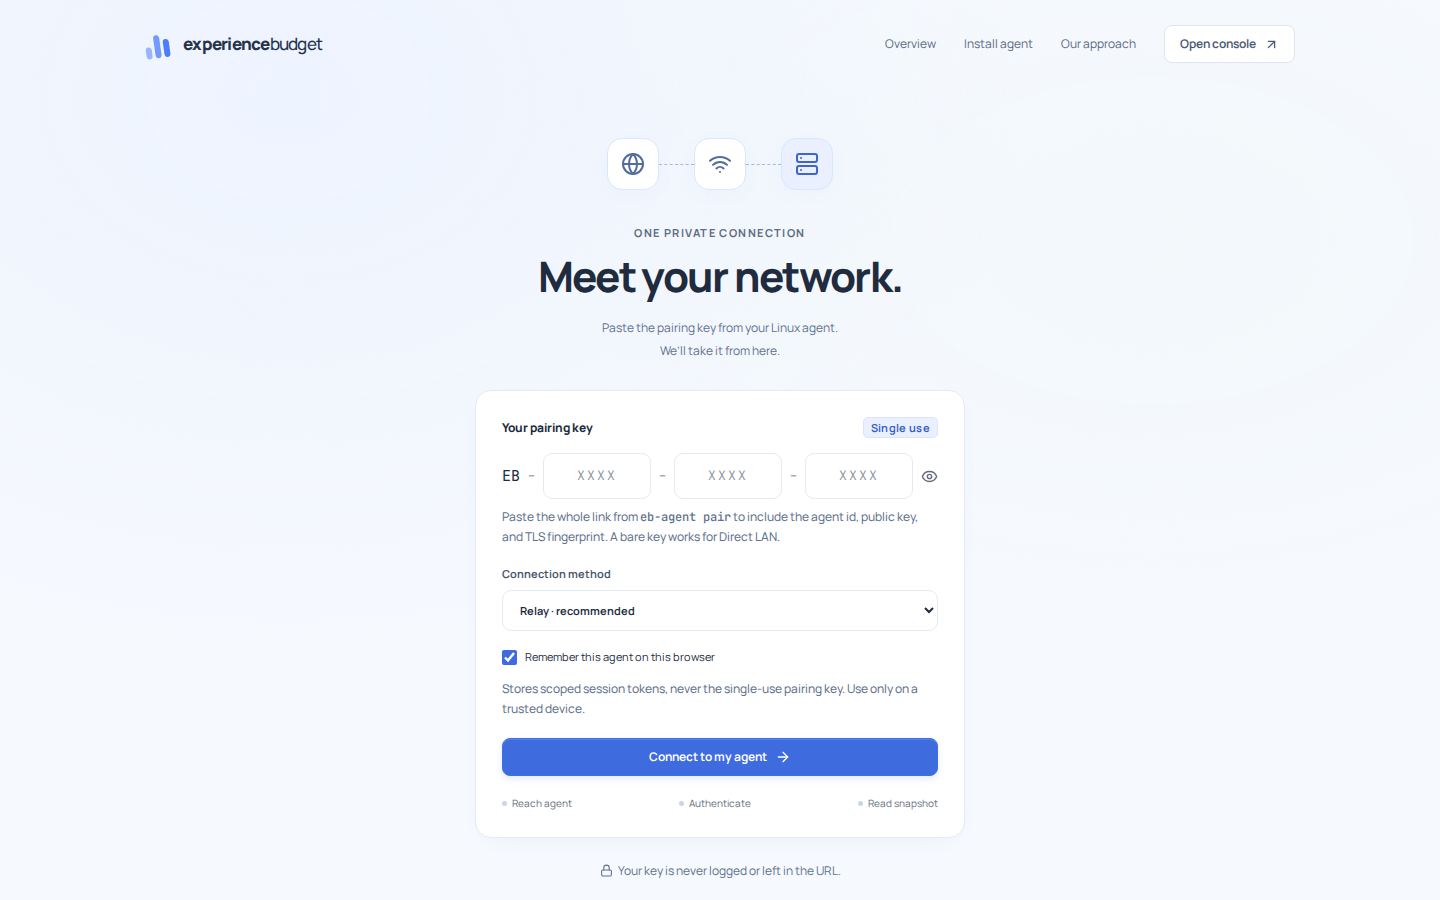 experiencebudget
Overview
Install agent
Our approach
Open console
ONE PRIVATE CONNECTION
Meet your network.
Paste the pairing key from your Linux agent.
We'll take it from here.
Your pairing key
Single use
EB - XXXX - XXXX - XXXX
Paste the whole link from eb-agent pair to include the agent id, public key,
and TLS fingerprint. A bare key works for Direct LAN.
Connection method
Relay · recommended
Remember this agent on this browser
Stores scoped session tokens, never the single-use pairing key. Use only on a
trusted device.
Connect to my agent
Reach agent
Authenticate
Read snapshot
Your key is never logged or left in the URL.